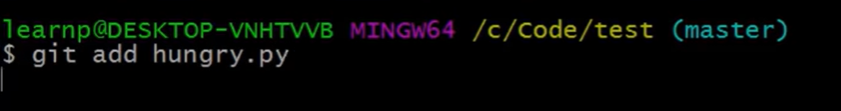 learnp@DESKTOP-VNHTVVB MINGW64 /c/Code/test (master)
$ git add hungry.py